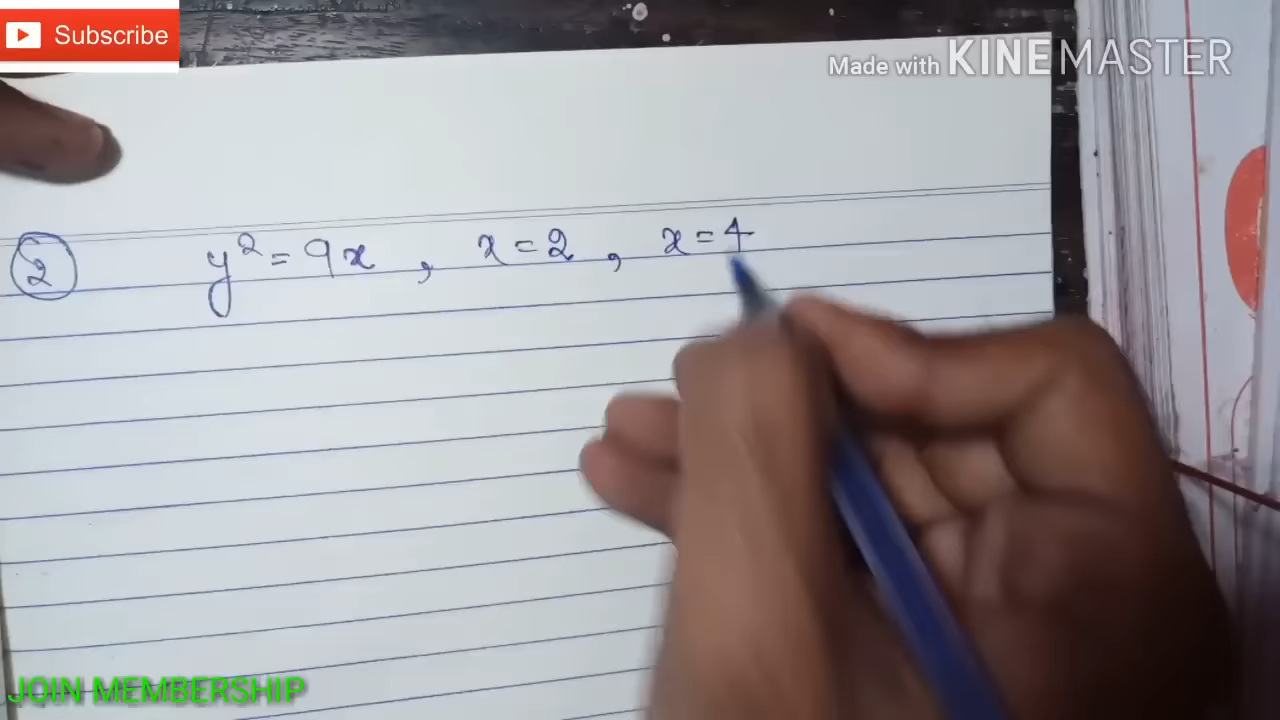 Subscribe
Made with KINEMASTER
2 y² = 9x , x = 2 , x = 4
JOIN MEMBERSHIP